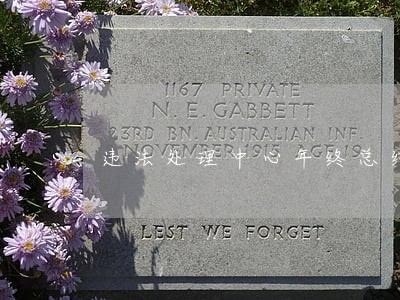 1167 PRIVATE
N. E. GABBETT
23RD BN. AUSTRALIAN INF.
违法处理中心年终总
NOVEMBER 1915 AGE 19
LEST WE FORGET